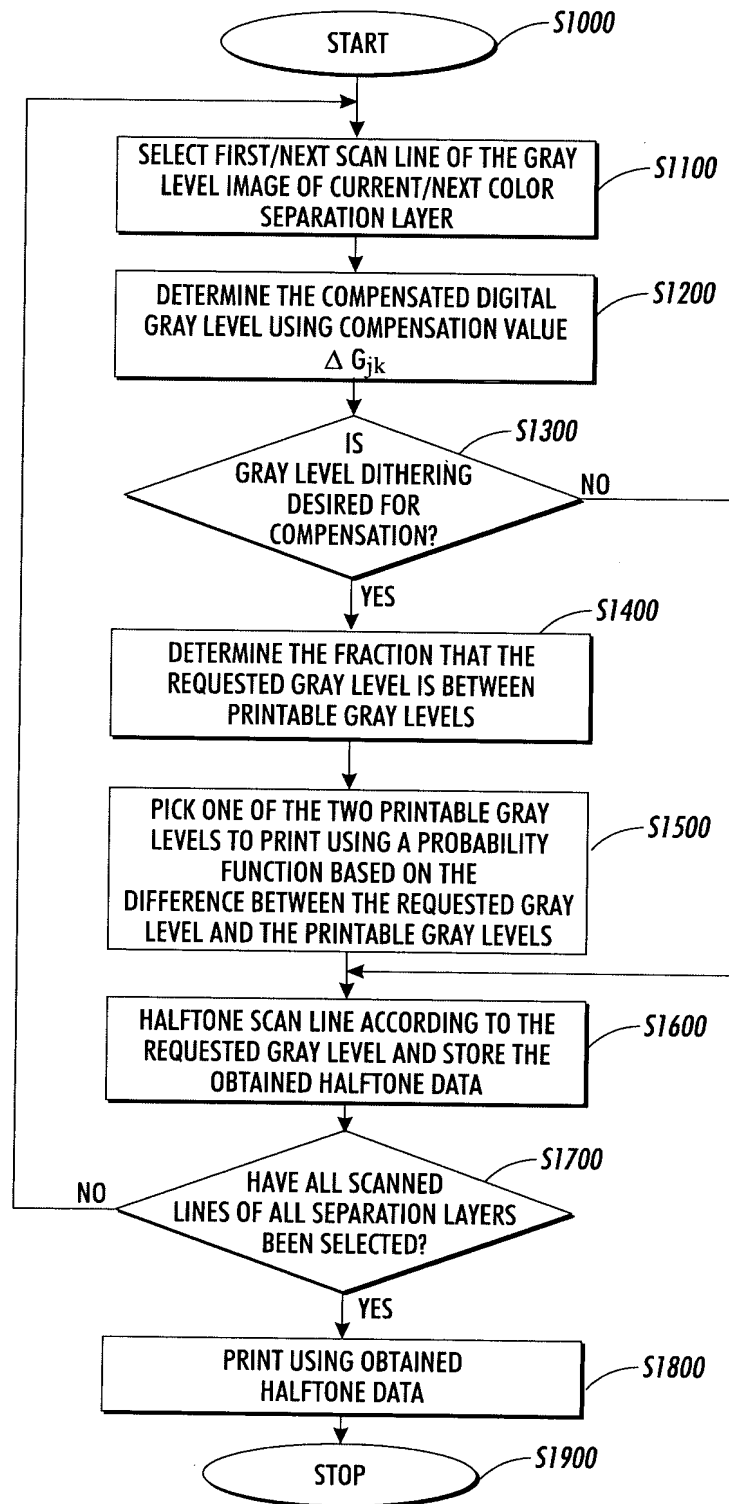 START
S1000
SELECT FIRST/NEXT SCAN LINE OF THE GRAY
LEVEL IMAGE OF CURRENT/NEXT COLOR
SEPARATION LAYER
S1100
DETERMINE THE COMPENSATED DIGITAL
GRAY LEVEL USING COMPENSATION VALUE
Δ Gjk
S1200
IS
GRAY LEVEL DITHERING
DESIRED FOR
COMPENSATION?
S1300
NO
YES
DETERMINE THE FRACTION THAT THE
REQUESTED GRAY LEVEL IS BETWEEN
PRINTABLE GRAY LEVELS
S1400
PICK ONE OF THE TWO PRINTABLE GRAY
LEVELS TO PRINT USING A PROBABILITY
FUNCTION BASED ON THE
DIFFERENCE BETWEEN THE REQUESTED GRAY
LEVEL AND THE PRINTABLE GRAY LEVELS
S1500
HALFTONE SCAN LINE ACCORDING TO THE
REQUESTED GRAY LEVEL AND STORE THE
OBTAINED HALFTONE DATA
S1600
HAVE ALL SCANNED
LINES OF ALL SEPARATION LAYERS
BEEN SELECTED?
S1700
NO
YES
PRINT USING OBTAINED
HALFTONE DATA
S1800
STOP
S1900